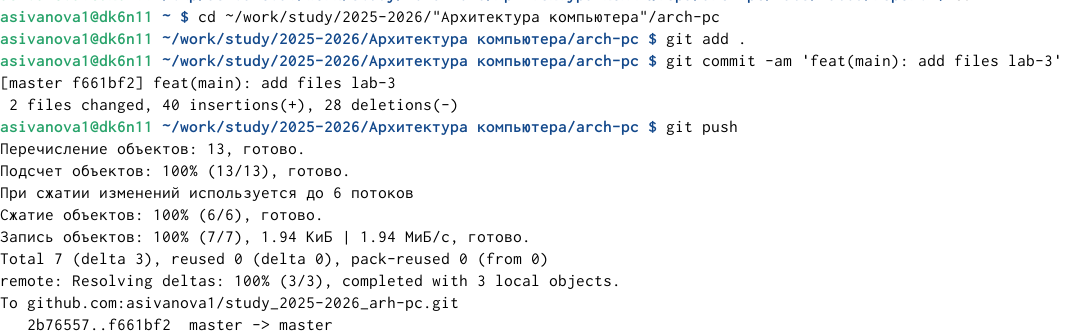 asivanova1@dk6n11 ~ $ cd ~/work/study/2025-2026/"Архитектура компьютера"/arch-pc
asivanova1@dk6n11 ~/work/study/2025-2026/Архитектура компьютера/arch-pc $ git add .
asivanova1@dk6n11 ~/work/study/2025-2026/Архитектура компьютера/arch-pc $ git commit -am 'feat(main): add files lab-3'
[master f661bf2] feat(main): add files lab-3
 2 files changed, 40 insertions(+), 28 deletions(-)
asivanova1@dk6n11 ~/work/study/2025-2026/Архитектура компьютера/arch-pc $ git push
Перечисление объектов: 13, готово.
Подсчет объектов: 100% (13/13), готово.
При сжатии изменений используется до 6 потоков
Сжатие объектов: 100% (6/6), готово.
Запись объектов: 100% (7/7), 1.94 КиБ | 1.94 МиБ/с, готово.
Total 7 (delta 3), reused 0 (delta 0), pack-reused 0 (from 0)
remote: Resolving deltas: 100% (3/3), completed with 3 local objects.
To github.com:asivanova1/study_2025-2026_arh-pc.git
   2b76557..f661bf2  master -> master